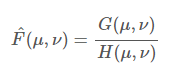 F̂(μ, ν) = G(μ, ν) / H(μ, ν)